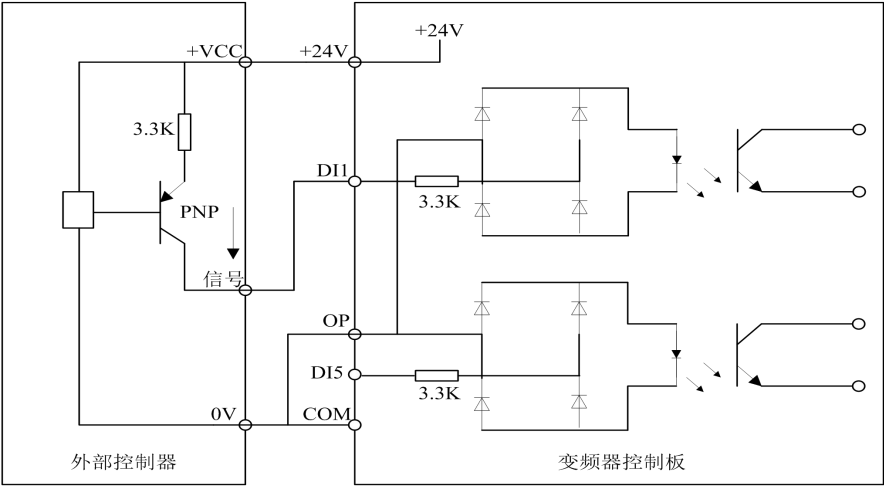 +24V
+VCC
+24V
3.3K
DI1
PNP
3.3K
信号
OP
DI5
3.3K
0V
COM
外部控制器
变频器控制板